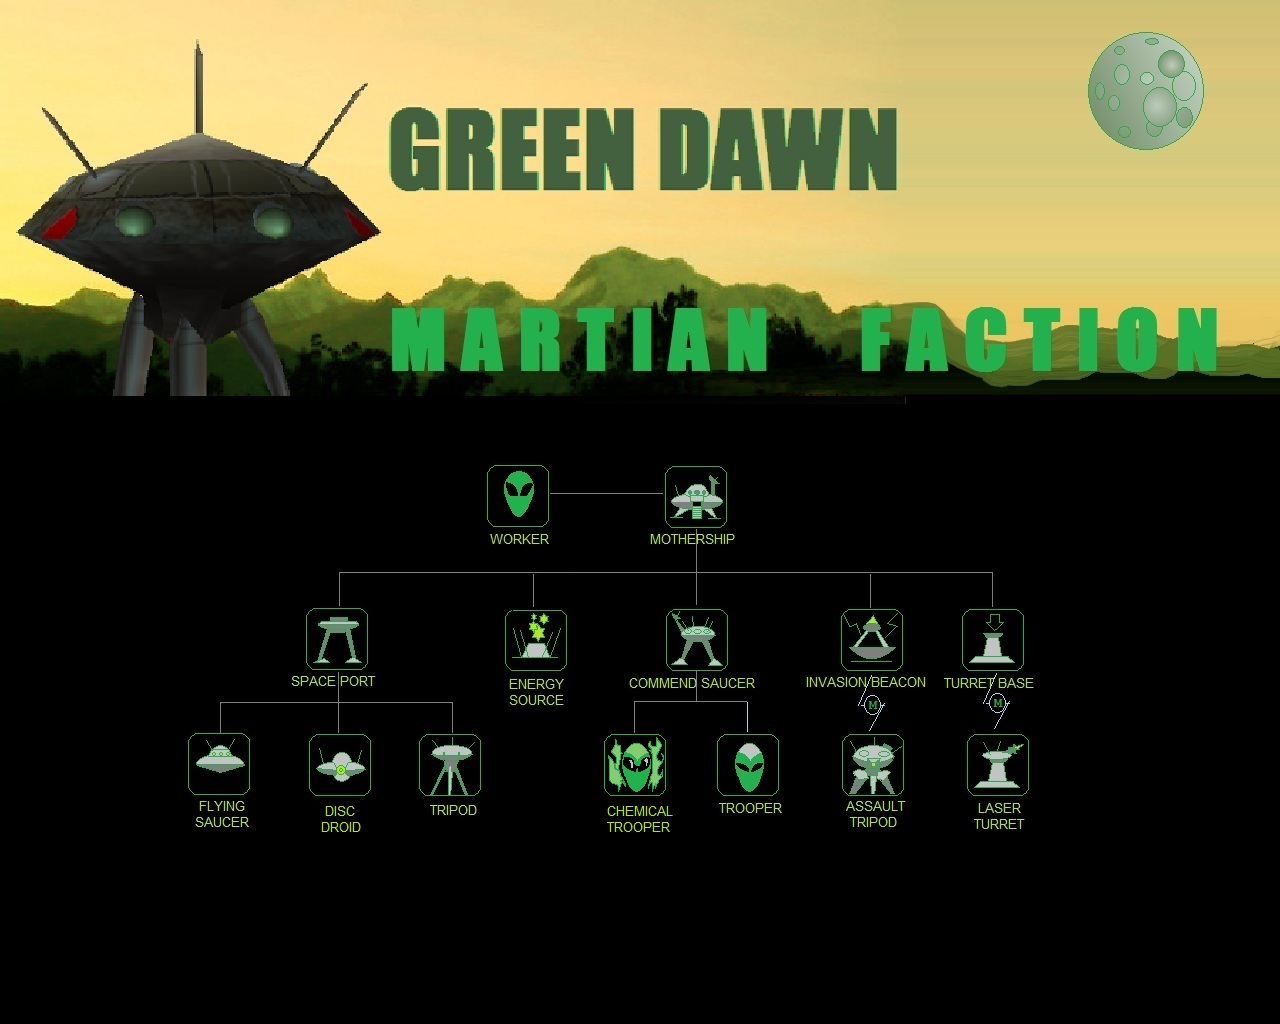 GREEN DAWN
MARTIAN FACTION
WORKER
MOTHERSHIP
SPACE PORT
ENERGY
SOURCE
COMMEND SAUCER
INVASION BEACON
TURRET BASE
M
M
FLYING
SAUCER
DISC
DROID
TRIPOD
CHEMICAL
TROOPER
TROOPER
ASSAULT
TRIPOD
LASER
TURRET